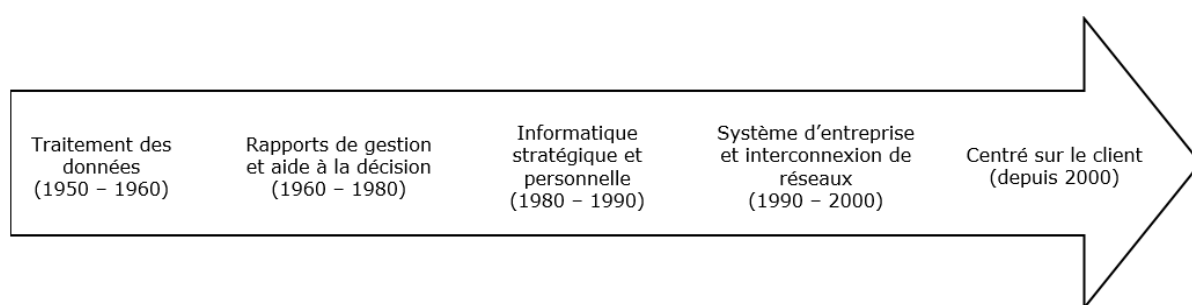 Traitement des
données
(1950 – 1960)
Rapports de gestion
et aide à la décision
(1960 – 1980)
Informatique
stratégique et
personnelle
(1980 – 1990)
Système d’entreprise
et interconnexion de
réseaux
(1990 – 2000)
Centré sur le client
(depuis 2000)